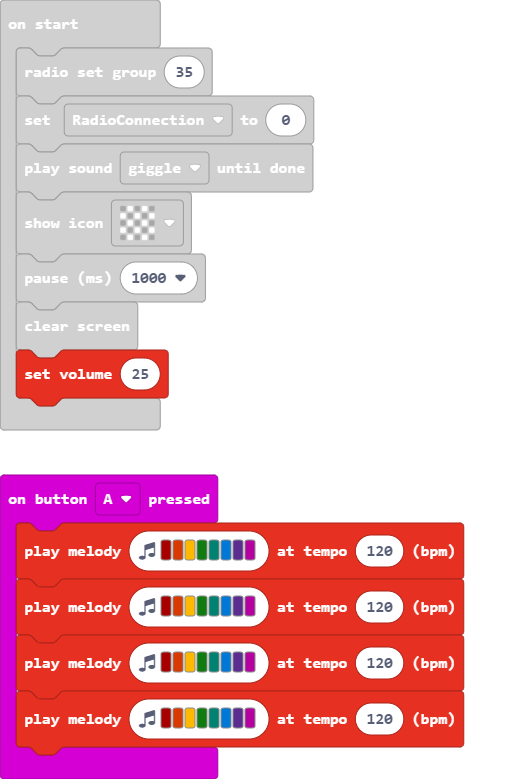 on start
radio set group 35
set RadioConnection to 0
play sound giggle until done
show icon
pause (ms) 1000
clear screen
set volume 25
on button A pressed
play melody at tempo 120 (bpm)
play melody at tempo 120 (bpm)
play melody at tempo 120 (bpm)
play melody at tempo 120 (bpm)